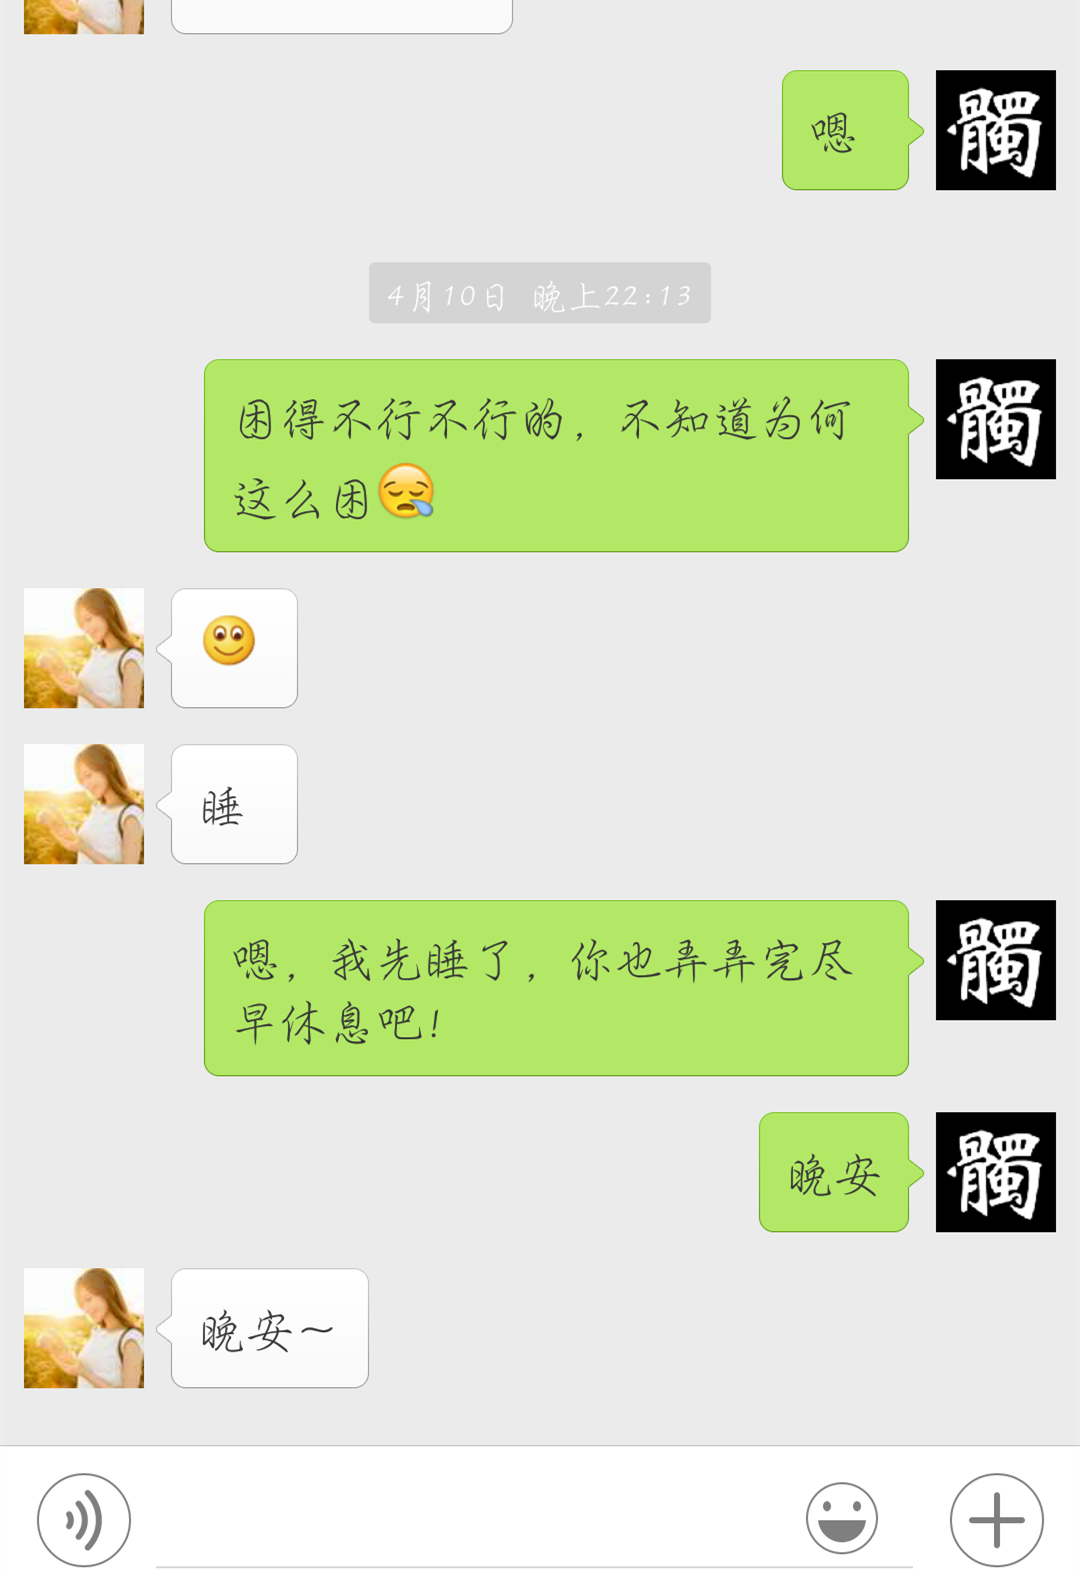 嗯
髑
4月10日 晚上22:13
困得不行不行的，不知道为何
这么困😪
髑
🙂
睡
嗯，我先睡了，你也弄弄完尽
早休息吧！
髑
晚安
髑
晚安～